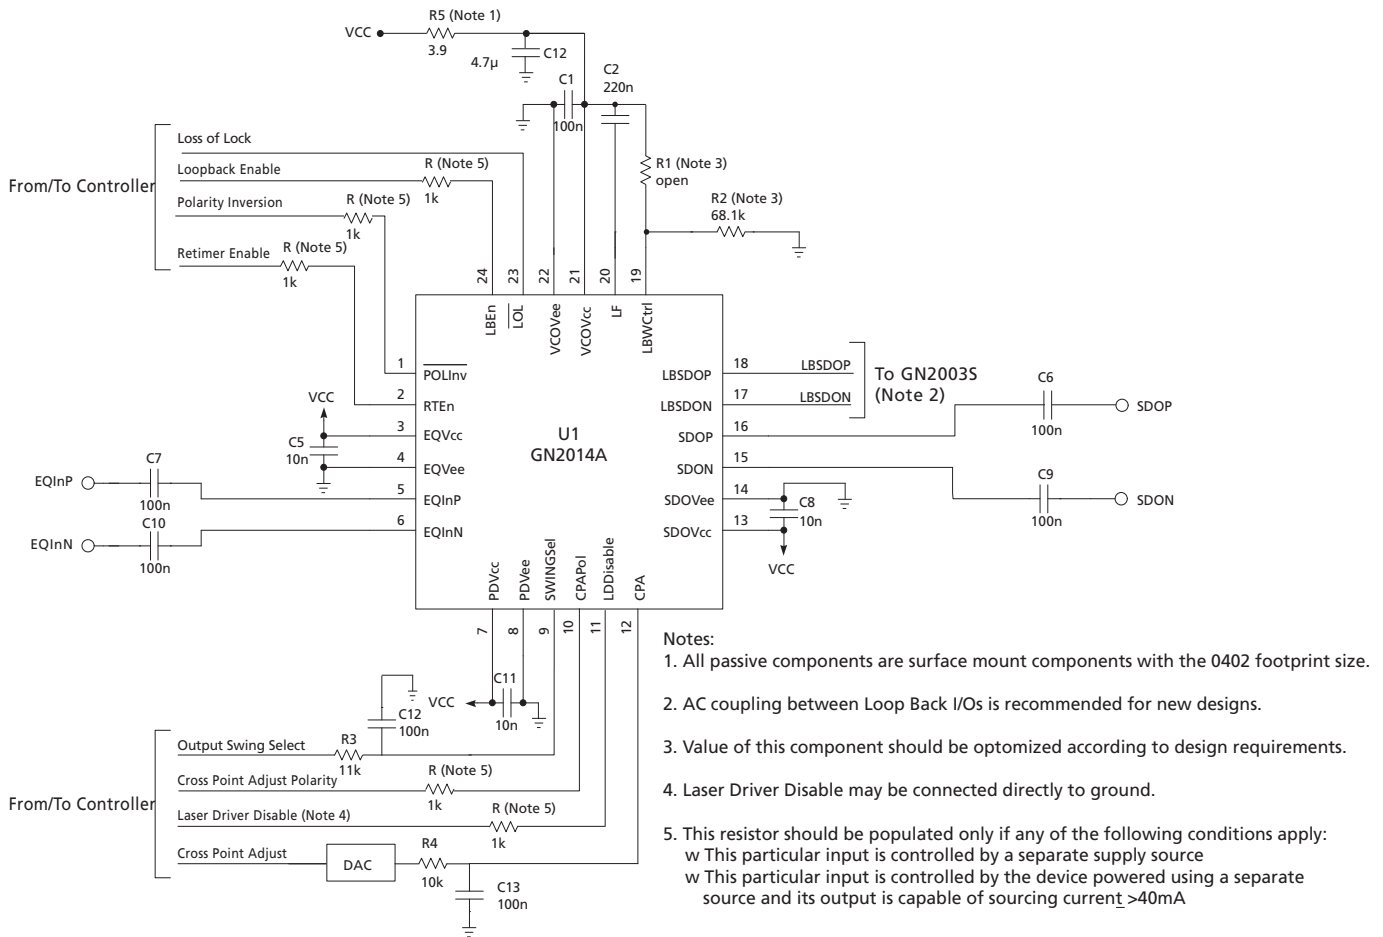 R5 (Note 1)
VCC
3.9
C12
4.7µ
C1
100n
C2
220n
From/To Controller
Loss of Lock
Loopback Enable
R (Note 5)
1k
Polarity Inversion
R (Note 5)
1k
Retimer Enable
R (Note 5)
1k
R1 (Note 3)
open
R2 (Note 3)
68.1k
24
23
22
21
20
19
LBEn
LOL
VCOVee
VCOVcc
LF
LBWCtrl
1
POLInv
2
RTEn
VCC
3
EQVcc
C5
10n
4
EQVee
EQInP
C7
100n
5
EQInP
EQInN
C10
100n
6
EQInN
U1
GN2014A
18
LBSDOP
LBSDOP
17
LBSDON
LBSDON
To GN2003S
(Note 2)
16
SDOP
C6
100n
SDOP
15
SDON
C9
100n
SDON
14
SDOVee
C8
10n
13
SDOVcc
VCC
PDVcc
PDVee
SWINGSel
CPAPol
LDDisable
CPA
7
8
9
10
11
12
VCC
C11
10n
C12
100n
From/To Controller
Output Swing Select
R3
11k
Cross Point Adjust Polarity
R (Note 5)
1k
Laser Driver Disable (Note 4)
R (Note 5)
1k
Cross Point Adjust
DAC
R4
10k
C13
100n
Notes:
1. All passive components are surface mount components with the 0402 footprint size.
2. AC coupling between Loop Back I/Os is recommended for new designs.
3. Value of this component should be optomized according to design requirements.
4. Laser Driver Disable may be connected directly to ground.
5. This resistor should be populated only if any of the following conditions apply:
w This particular input is controlled by a separate supply source
w This particular input is controlled by the device powered using a separate
source and its output is capable of sourcing current >40mA